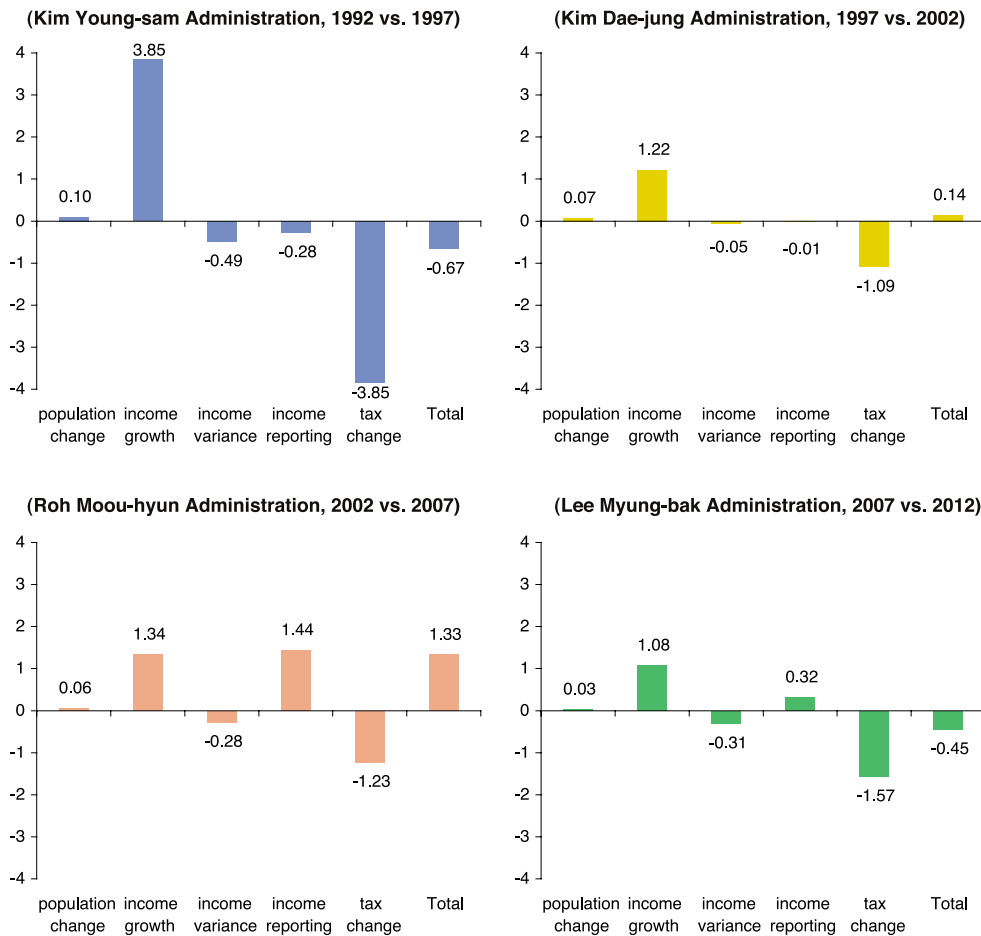 (Kim Young-sam Administration, 1992 vs. 1997)
4
3
2
1
0
-1
-2
-3
-4
0.10
3.85
-0.49
-0.28
-3.85
-0.67
population change
income growth
income variance
income reporting
tax change
Total
(Kim Dae-jung Administration, 1997 vs. 2002)
4
3
2
1
0
-1
-2
-3
-4
0.07
1.22
-0.05
-0.01
-1.09
0.14
population change
income growth
income variance
income reporting
tax change
Total
(Roh Moou-hyun Administration, 2002 vs. 2007)
4
3
2
1
0
-1
-2
-3
-4
0.06
1.34
-0.28
1.44
-1.23
1.33
population change
income growth
income variance
income reporting
tax change
Total
(Lee Myung-bak Administration, 2007 vs. 2012)
4
3
2
1
0
-1
-2
-3
-4
0.03
1.08
-0.31
0.32
-1.57
-0.45
population change
income growth
income variance
income reporting
tax change
Total